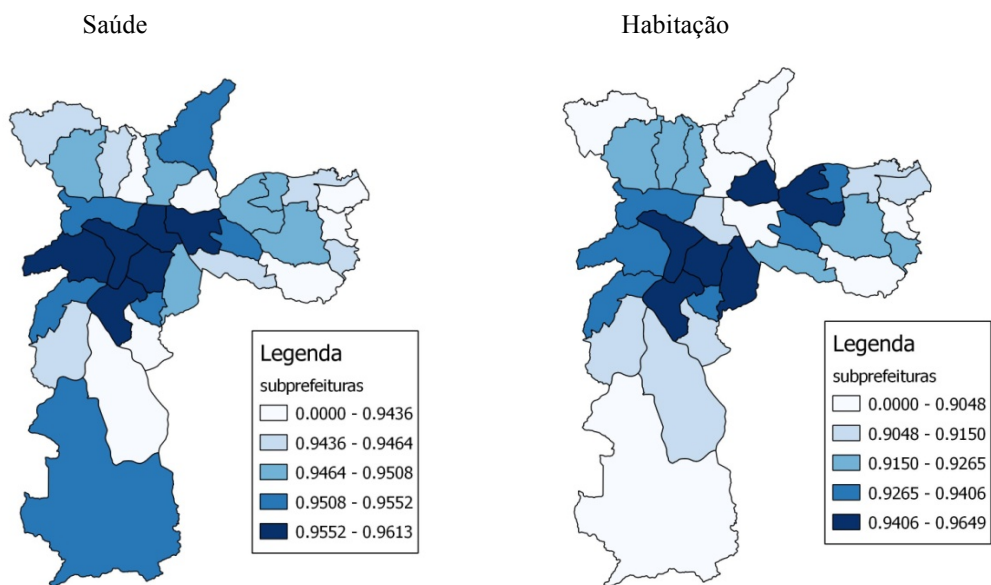 Saúde
Habitação
Legenda
subprefeituras
0.0000 - 0.9436
0.9436 - 0.9464
0.9464 - 0.9508
0.9508 - 0.9552
0.9552 - 0.9613
Legenda
subprefeituras
0.0000 - 0.9048
0.9048 - 0.9150
0.9150 - 0.9265
0.9265 - 0.9406
0.9406 - 0.9649